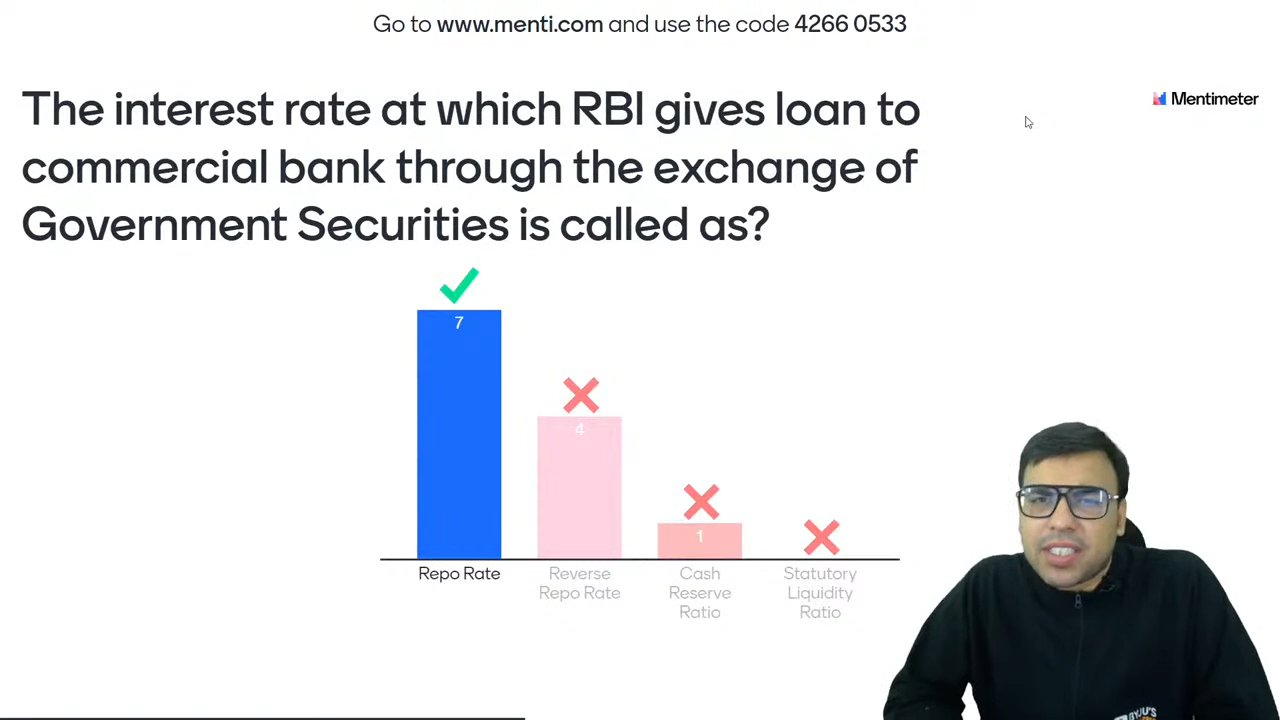 Go to www.menti.com and use the code 4266 0533
The interest rate at which RBI gives loan to
commercial bank through the exchange of
Government Securities is called as?
Mentimeter
7
4
1
Repo Rate
Reverse
Repo Rate
Cash
Reserve
Ratio
Statutory
Liquidity
Ratio
BYJU'S